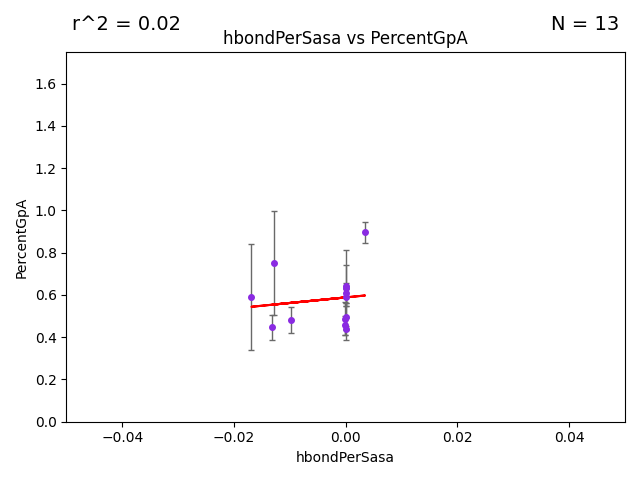 r^2 = 0.02
N = 13
hbondPerSasa vs PercentGpA
1.6
1.4
1.2
1.0
0.8
0.6
0.4
0.2
0.0
PercentGpA
−0.04
−0.02
0.00
0.02
0.04
hbondPerSasa